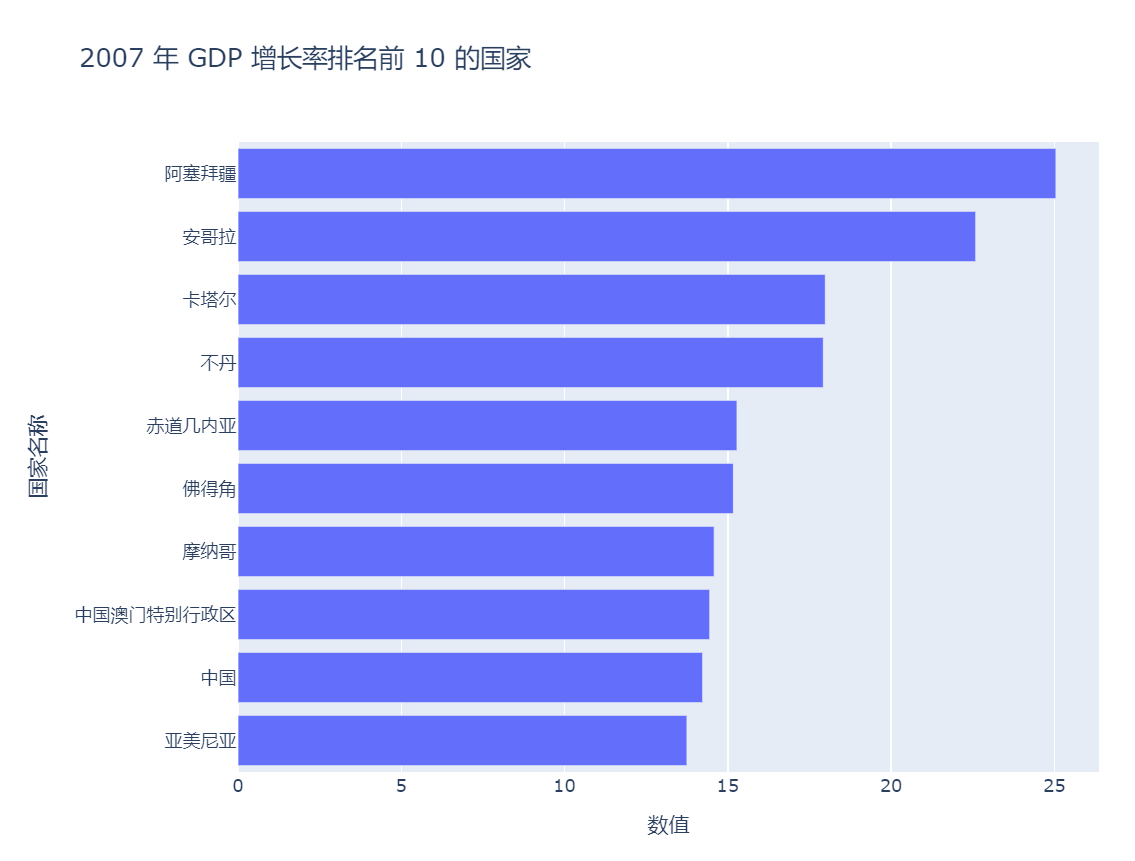 2007 年 GDP 增长率排名前 10 的国家
国家名称
阿塞拜疆
安哥拉
卡塔尔
不丹
赤道几内亚
佛得角
摩纳哥
中国澳门特别行政区
中国
亚美尼亚
0 5 10 15 20 25
数值